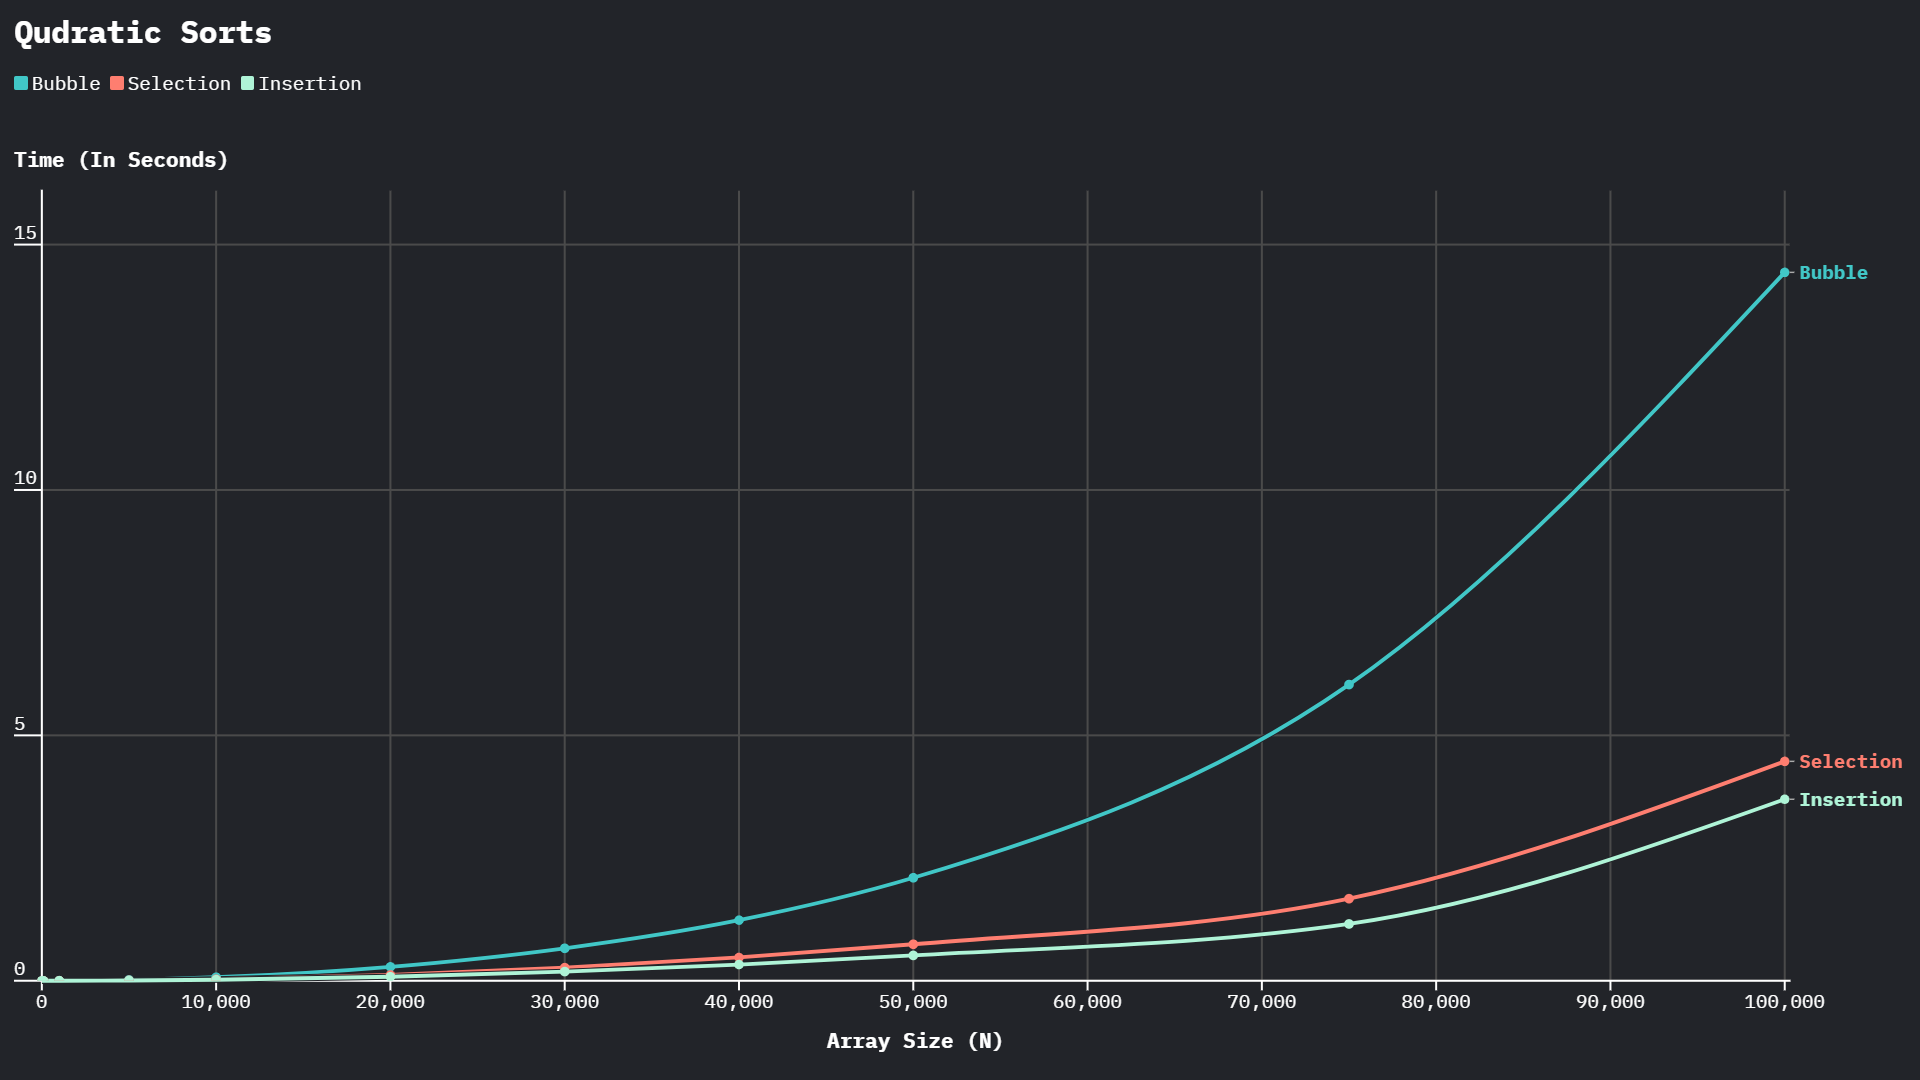 Qudratic Sorts
Bubble Selection Insertion
Time (In Seconds)
15
Bubble
10
5
Selection
Insertion
0
0 10,000 20,000 30,000 40,000 50,000 60,000 70,000 80,000 90,000 100,000
Array Size (N)